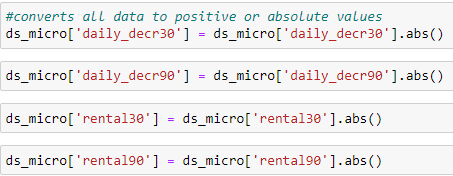 #converts all data to positive or absolute values
ds_micro['daily_decr30'] = ds_micro['daily_decr30'].abs()
ds_micro['daily_decr90'] = ds_micro['daily_decr90'].abs()
ds_micro['rental30'] = ds_micro['rental30'].abs()
ds_micro['rental90'] = ds_micro['rental90'].abs()